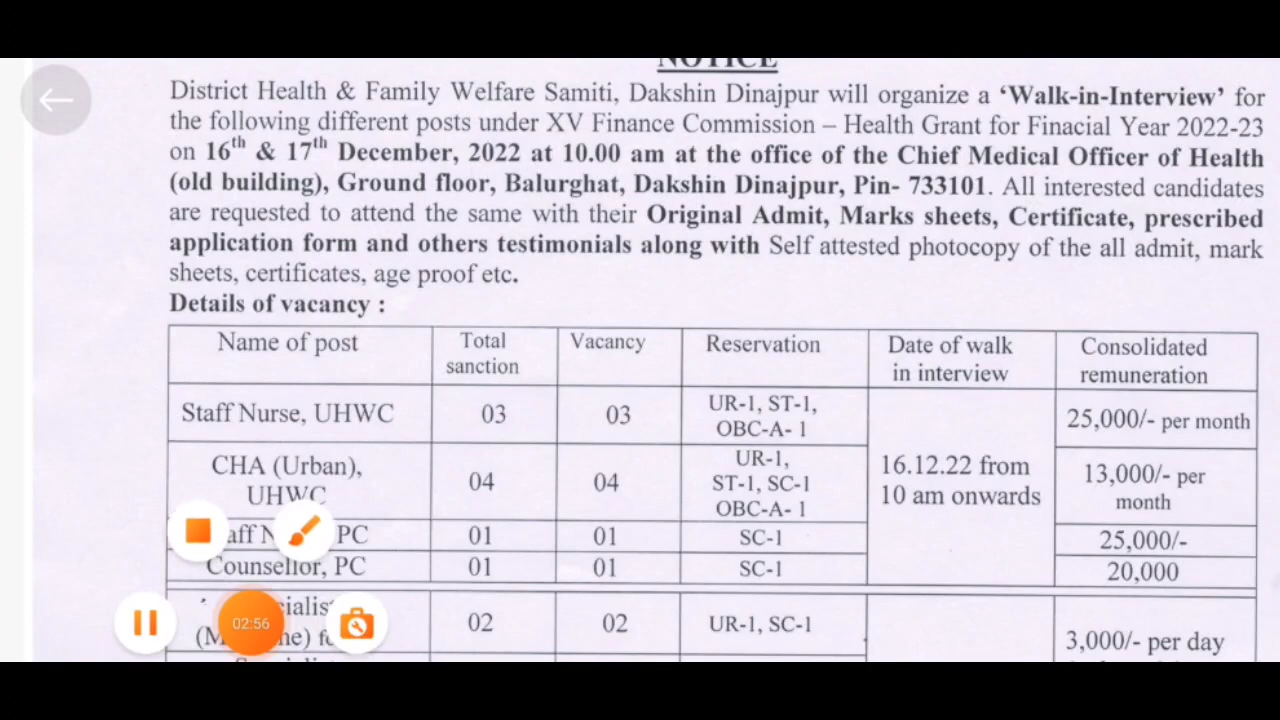 NOTICE
District Health & Family Welfare Samiti, Dakshin Dinajpur will organize a ‘Walk-in-Interview’ for
the following different posts under XV Finance Commission – Health Grant for Finacial Year 2022-23
on 16th & 17th December, 2022 at 10.00 am at the office of the Chief Medical Officer of Health
(old building), Ground floor, Balurghat, Dakshin Dinajpur, Pin- 733101. All interested candidates
are requested to attend the same with their Original Admit, Marks sheets, Certificate, prescribed
application form and others testimonials along with Self attested photocopy of the all admit, mark
sheets, certificates, age proof etc.
Details of vacancy :
Name of post
Total
sanction
Vacancy
Reservation
Date of walk
in interview
Consolidated
remuneration
Staff Nurse, UHWC
03
03
UR-1, ST-1,
OBC-A- 1
25,000/- per month
CHA (Urban),
UHWC
04
04
UR-1,
ST-1, SC-1
OBC-A- 1
16.12.22 from
10 am onwards
13,000/- per
month
PC
01
01
SC-1
25,000/-
Counsellor, PC
01
01
SC-1
20,000
02
02
UR-1, SC-1
3,000/- per day
02:56